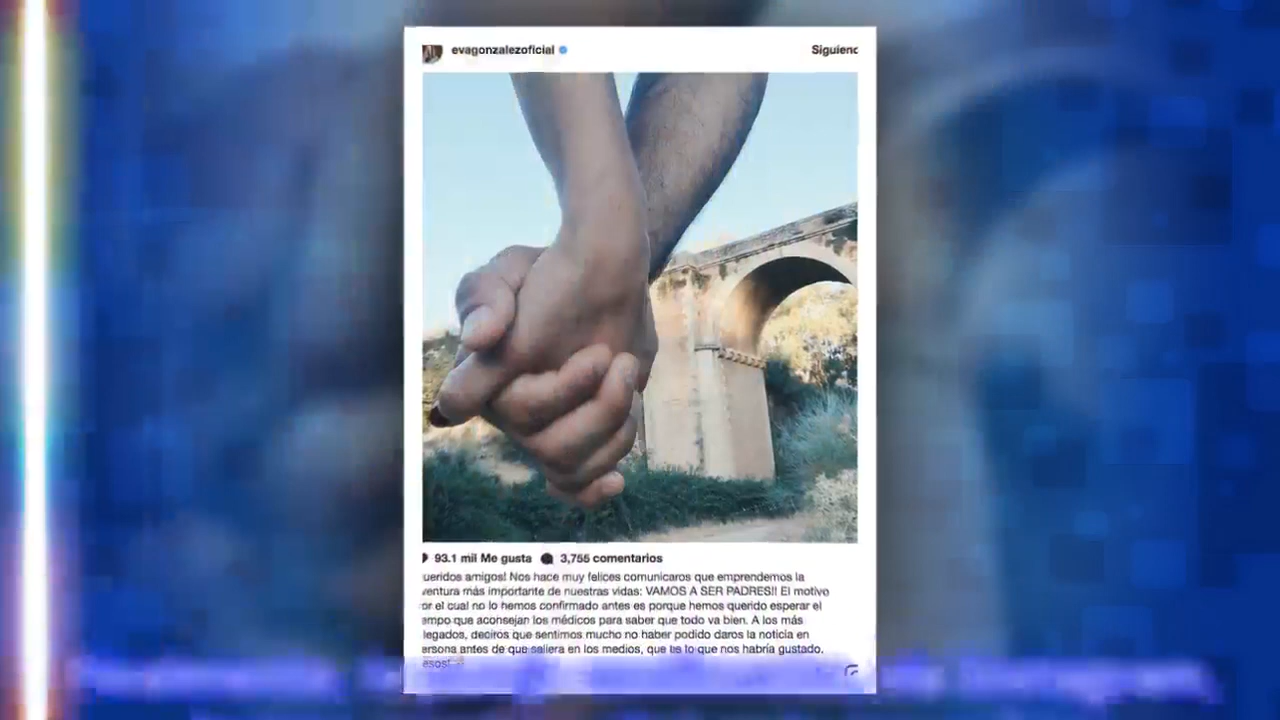 evagonzalezoficial
Siguienc
93.1 mil Me gusta 3,755 comentarios
ueridos amigos! Nos hace muy felices comunicaros que emprendemos la
ventura más importante de nuestras vidas: VAMOS A SER PADRES!! El motivo
or el cual no lo hemos confirmado antes es porque hemos querido esperar el
empo que aconsejan los médicos para saber que todo va bien. A los más
legados, deciros que sentimos mucho no haber podido daros la noticia en
ersona antes de que saliera en los medios, que es lo que nos habría gustado.
esos!